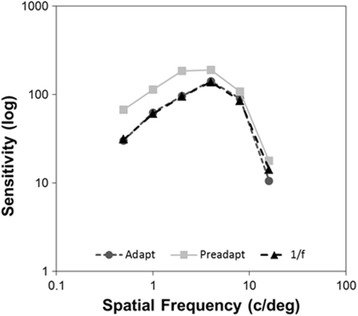 1000
100
10
1
Sensitivity (log)
Adapt Preadapt 1/f
0.1 1 10 100
Spatial Frequency (c/deg)